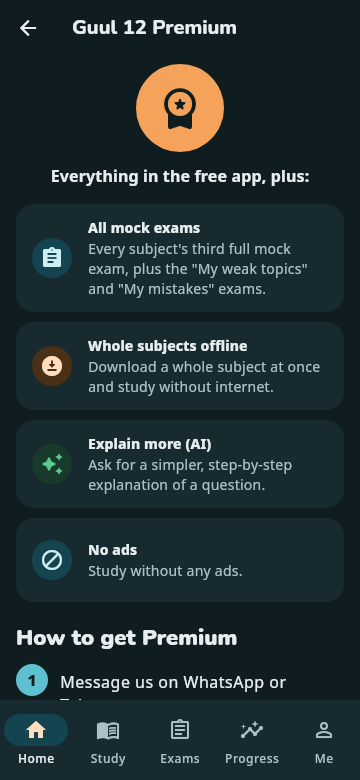 Guul 12 Premium
Everything in the free app, plus:
All mock exams
Every subject's third full mock
exam, plus the "My weak topics"
and "My mistakes" exams.
Whole subjects offline
Download a whole subject at once
and study without internet.
Explain more (AI)
Ask for a simpler, step-by-step
explanation of a question.
No ads
Study without any ads.
How to get Premium
1
Message us on WhatsApp or
Home
Study
Exams
Progress
Me